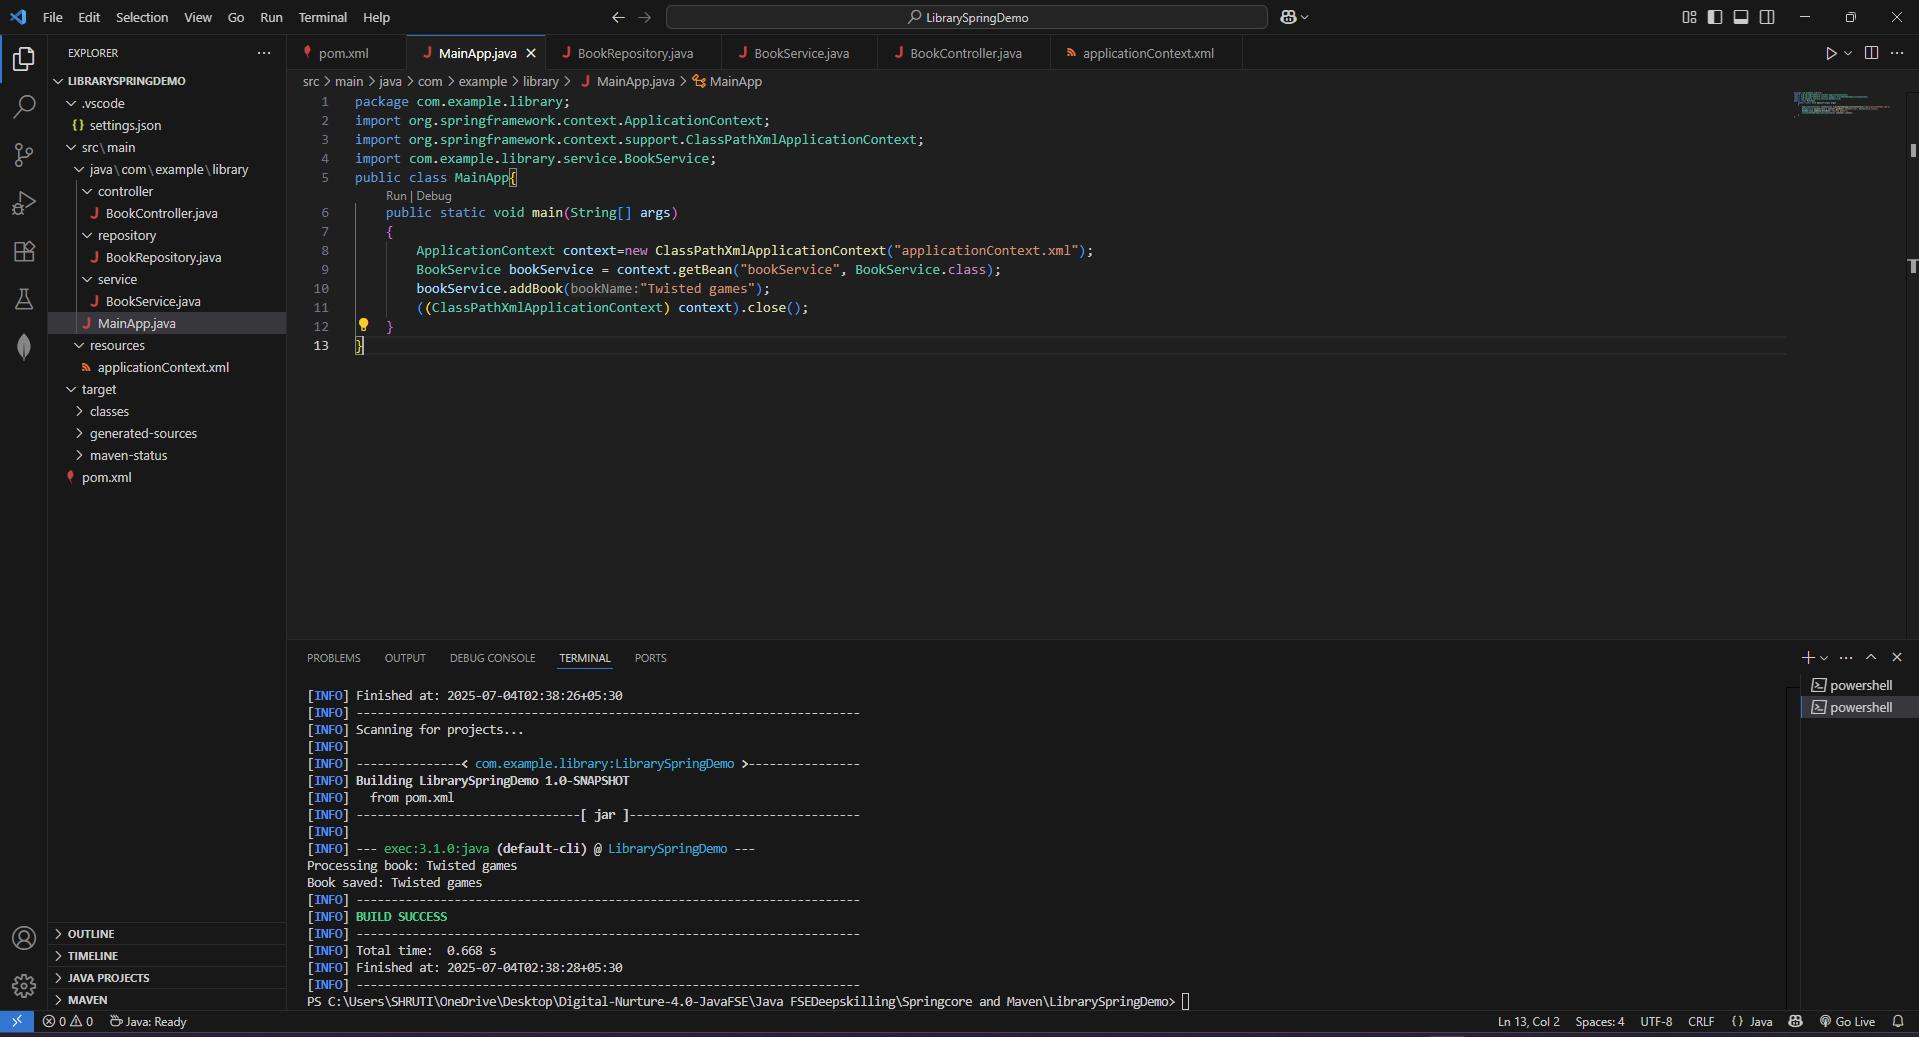 File Edit Selection View Go Run Terminal Help
LibrarySpringDemo
EXPLORER
LIBRARYSPRINGDEMO
.vscode
settings.json
src\main
java\com\example\library
controller
BookController.java
repository
BookRepository.java
service
BookService.java
MainApp.java
resources
applicationContext.xml
target
classes
generated-sources
maven-status
pom.xml
OUTLINE
TIMELINE
JAVA PROJECTS
MAVEN
pom.xml MainApp.java BookRepository.java BookService.java BookController.java applicationContext.xml
src > main > java > com > example > library > MainApp.java > MainApp
1 package com.example.library;
2 import org.springframework.context.ApplicationContext;
3 import org.springframework.context.support.ClassPathXmlApplicationContext;
4 import com.example.library.service.BookService;
5 public class MainApp{
Run | Debug
6 public static void main(String[] args)
7 {
8 ApplicationContext context=new ClassPathXmlApplicationContext("applicationContext.xml");
9 BookService bookService = context.getBean("bookService", BookService.class);
10 bookService.addBook(bookName:"Twisted games");
11 ((ClassPathXmlApplicationContext) context).close();
12 }
13 }
PROBLEMS OUTPUT DEBUG CONSOLE TERMINAL PORTS
powershell
powershell
[INFO] Finished at: 2025-07-04T02:38:26+05:30
[INFO] ------------------------------------------------------------------------
[INFO] Scanning for projects...
[INFO]
[INFO] ---------------< com.example.library:LibrarySpringDemo >----------------
[INFO] Building LibrarySpringDemo 1.0-SNAPSHOT
[INFO]   from pom.xml
[INFO] --------------------------------[ jar ]---------------------------------
[INFO]
[INFO] --- exec:3.1.0:java (default-cli) @ LibrarySpringDemo ---
Processing book: Twisted games
Book saved: Twisted games
[INFO] ------------------------------------------------------------------------
[INFO] BUILD SUCCESS
[INFO] ------------------------------------------------------------------------
[INFO] Total time:  0.668 s
[INFO] Finished at: 2025-07-04T02:38:28+05:30
[INFO] ------------------------------------------------------------------------
PS C:\Users\SHRUTI\OneDrive\Desktop\Digital-Nurture-4.0-JavaFSE\Java FSEDeepskilling\Springcore and Maven\LibrarySpringDemo>
0 0 Java: Ready Ln 13, Col 2 Spaces: 4 UTF-8 CRLF {} Java Go Live